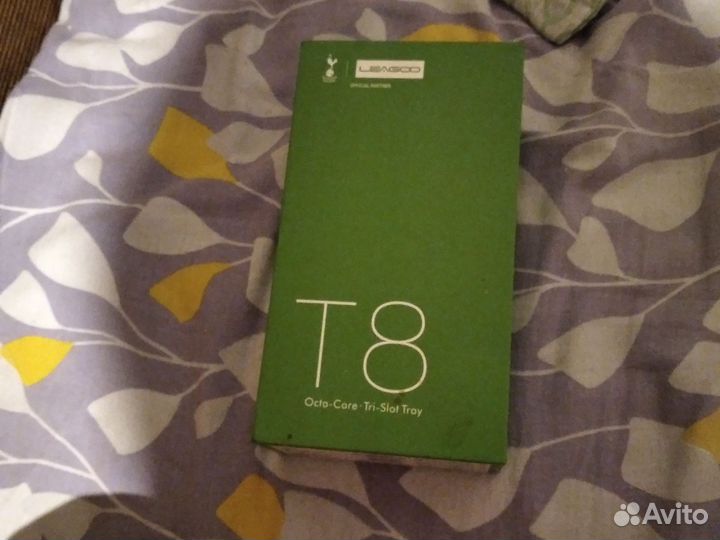 LEAGOO
OFFICIAL PARTNER
T8
Octa-Core · Tri-Slot Tray
Avito